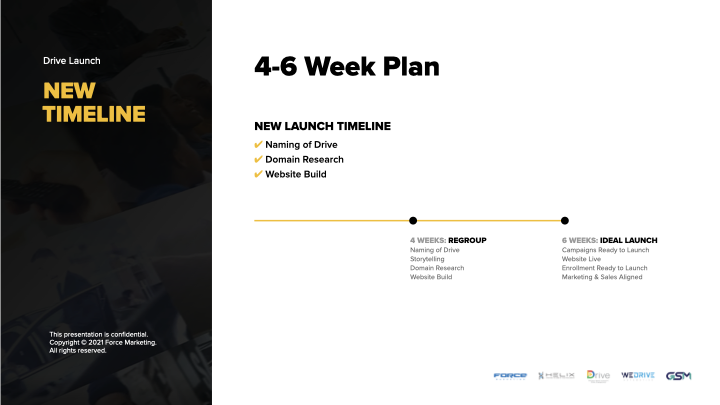 Drive Launch
NEW
TIMELINE
This presentation is confidential.
Copyright © 2021 Force Marketing.
All rights reserved.
4-6 Week Plan
NEW LAUNCH TIMELINE
✔ Naming of Drive
✔ Domain Research
✔ Website Build
4 WEEKS: REGROUP
Naming of Drive
Storytelling
Domain Research
Website Build
6 WEEKS: IDEAL LAUNCH
Campaigns Ready to Launch
Website Live
Enrollment Ready to Launch
Marketing & Sales Aligned
FORCE
HELIX
Drive
WEDRIVE
GSM